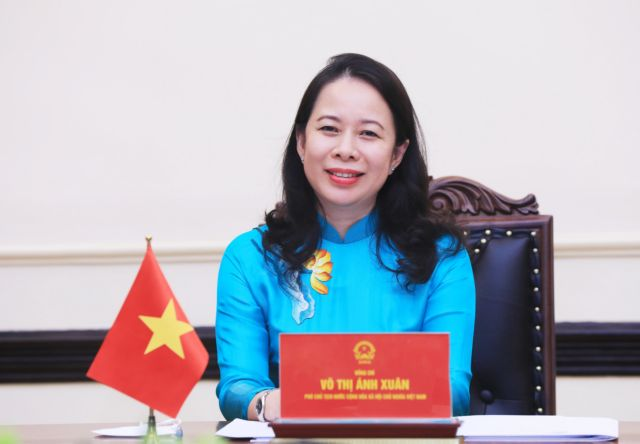 ĐỒNG CHÍ
VÕ THỊ ÁNH XUÂN
PHÓ CHỦ TỊCH NƯỚC CỘNG HÒA XÃ HỘI CHỦ NGHĨA VIỆT NAM